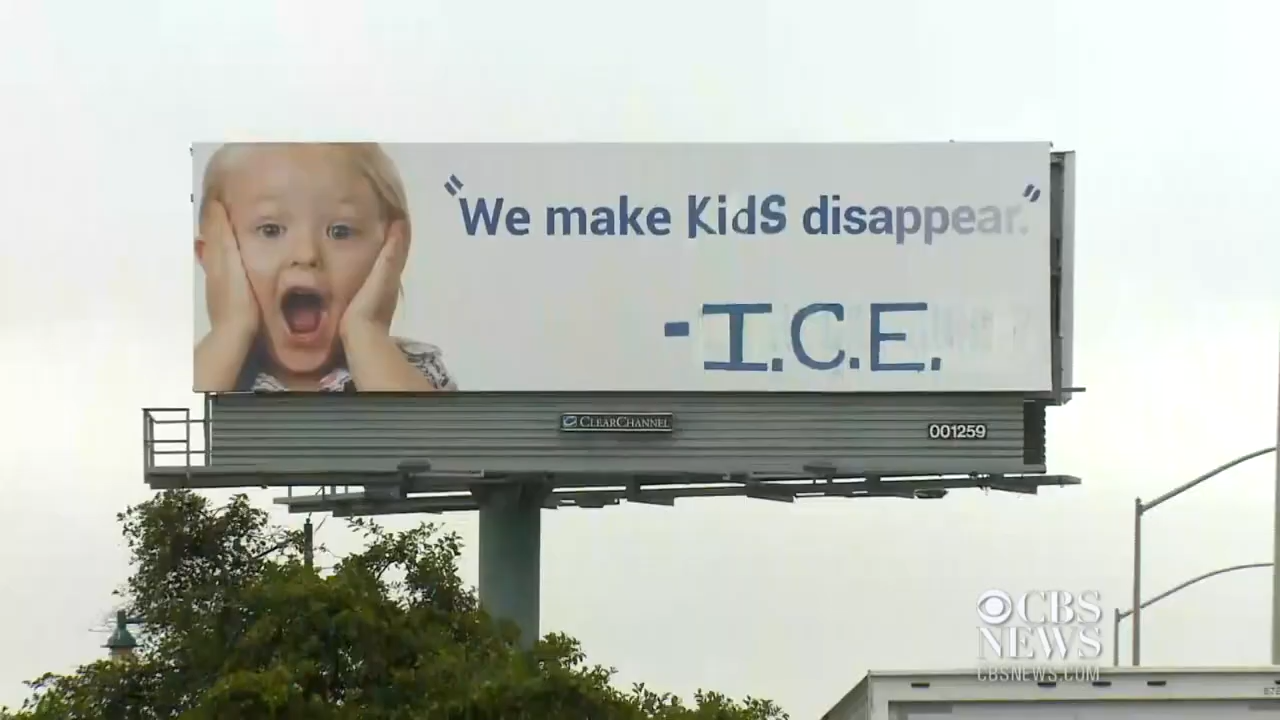 "We make KidS disappear."
-I.C.E.
CLEARCHANNEL
001259
CBS
NEWS
CBSNEWS.COM